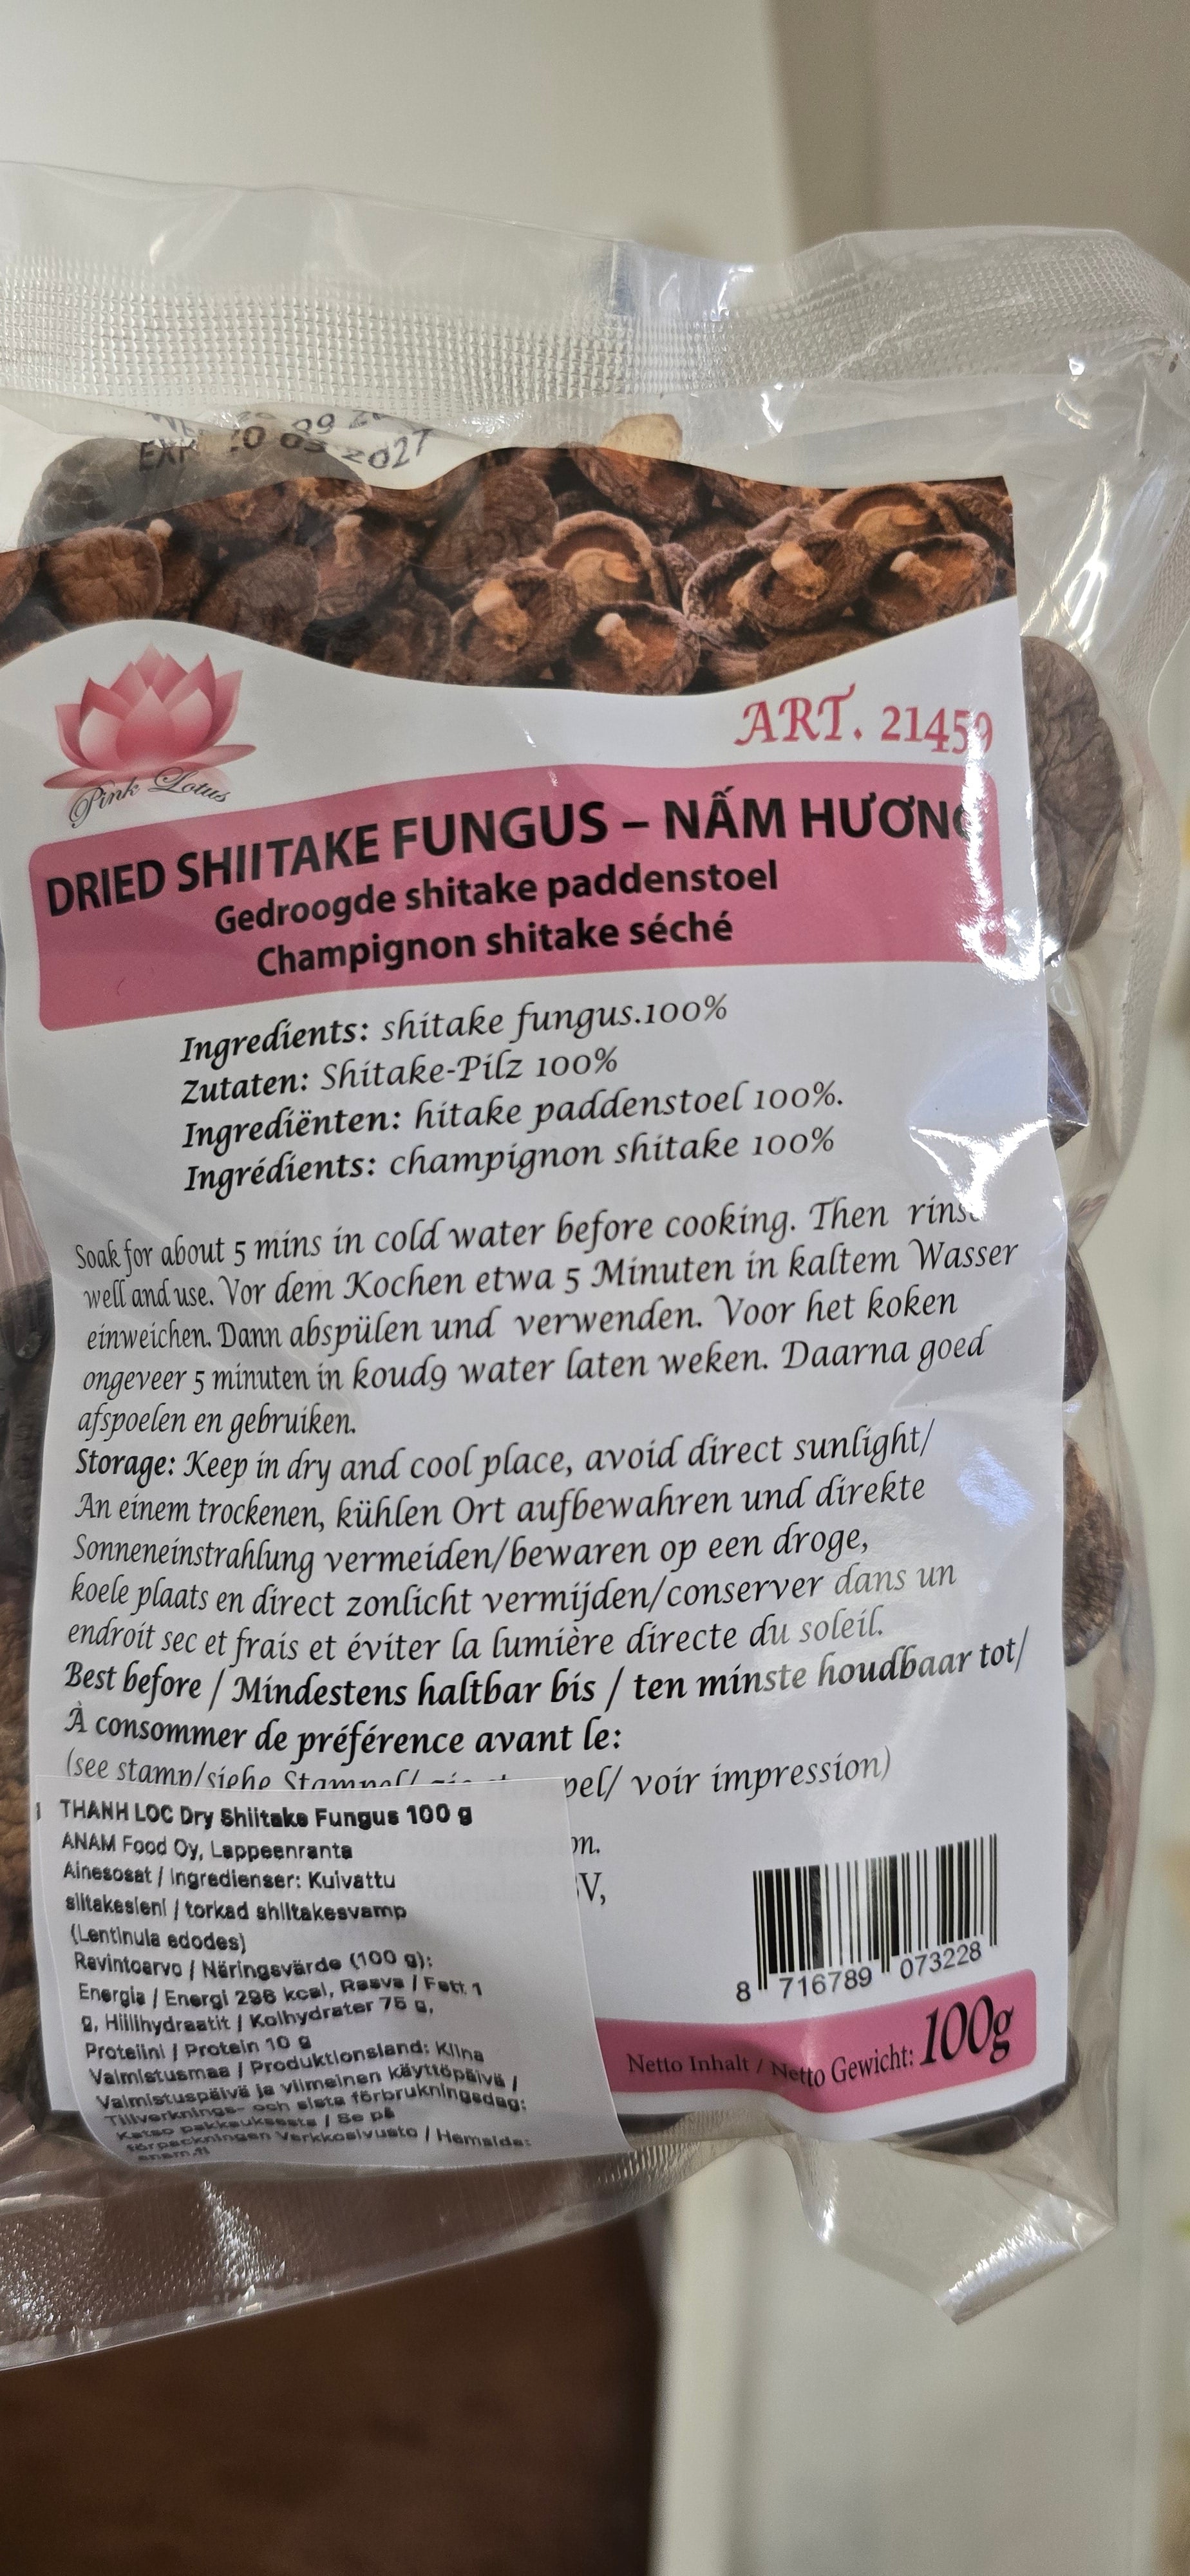 09
EXP 10 03 2027
Pink Lotus
ART. 21459
DRIED SHIITAKE FUNGUS – NẤM HƯƠNG
Gedroogde shitake paddenstoel
Champignon shitake séché
Ingredients: shitake fungus.100%
Zutaten: Shitake-Pilz 100%
Ingrediënten: hitake paddenstoel 100%.
Ingrédients: champignon shitake 100%
Soak for about 5 mins in cold water before cooking. Then rinse
well and use. Vor dem Kochen etwa 5 Minuten in kaltem Wasser
einweichen. Dann abspülen und verwenden. Voor het koken
ongeveer 5 minuten in koud9 water laten weken. Daarna goed
afspoelen en gebruiken.
Storage: Keep in dry and cool place, avoid direct sunlight/
An einem trockenen, kühlen Ort aufbewahren und direkte
Sonneneinstrahlung vermeiden/bewaren op een droge,
koele plaats en direct zonlicht vermijden/conserver dans un
endroit sec et frais et éviter la lumière directe du soleil.
Best before / Mindestens haltbar bis / ten minste houdbaar tot/
À consommer de préférence avant le:
(see stamp/siehe Stampel/ pel/ voir impression)
on.
V,
THANH LOC Dry Shiitake Fungus 100 g
ANAM Food Oy, Lappeenranta
Ainesosat / Ingredienser: Kuivattu
siitakesieni / torkad shiitakesvamp
(Lentinula edodes)
Ravintoarvo / Näringsvärde (100 g):
Energia / Energi 296 kcal, Rasva / Fett 1
g, Hiilihydraatit / Kolhydrater 75 g,
Proteiini / Protein 10 g
Valmistusmaa / Produktionsland: Kiina
Valmistuspäivä ja viimeinen käyttöpäivä /
Tillverknings- och sista förbrukningsdag:
Katso pakkauksesta / Se på
förpackningen Verkkosivusto / Hemsida:
anam.fi
8 716789 073228
Netto Inhalt / Netto Gewicht: 100g